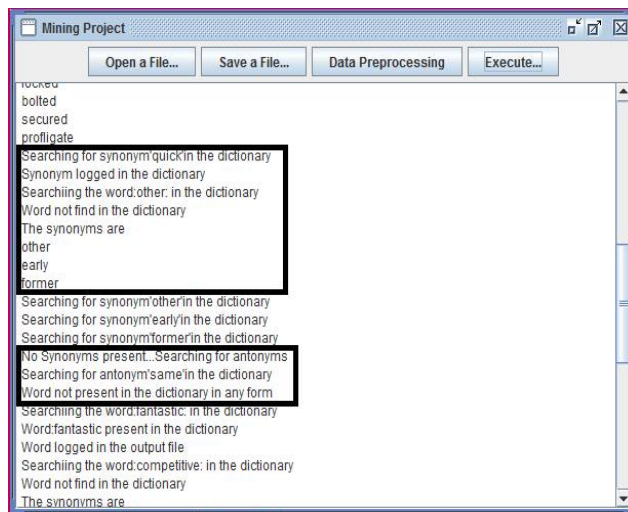 Mining Project
Open a File... Save a File... Data Preprocessing Execute...
locked
bolted
secured
profligate
Searching for synonym'quick'in the dictionary
Synonym logged in the dictionary
Searchiing the word:other: in the dictionary
Word not find in the dictionary
The synonyms are
other
early
former
Searching for synonym'other'in the dictionary
Searching for synonym'early'in the dictionary
Searching for synonym'former'in the dictionary
No Synonyms present...Searching for antonyms
Searching for antonym'same'in the dictionary
Word not present in the dictionary in any form
Searchiing the word:fantastic: in the dictionary
Word:fantastic present in the dictionary
Word logged in the output file
Searchiing the word:competitive: in the dictionary
Word not find in the dictionary
The synonyms are